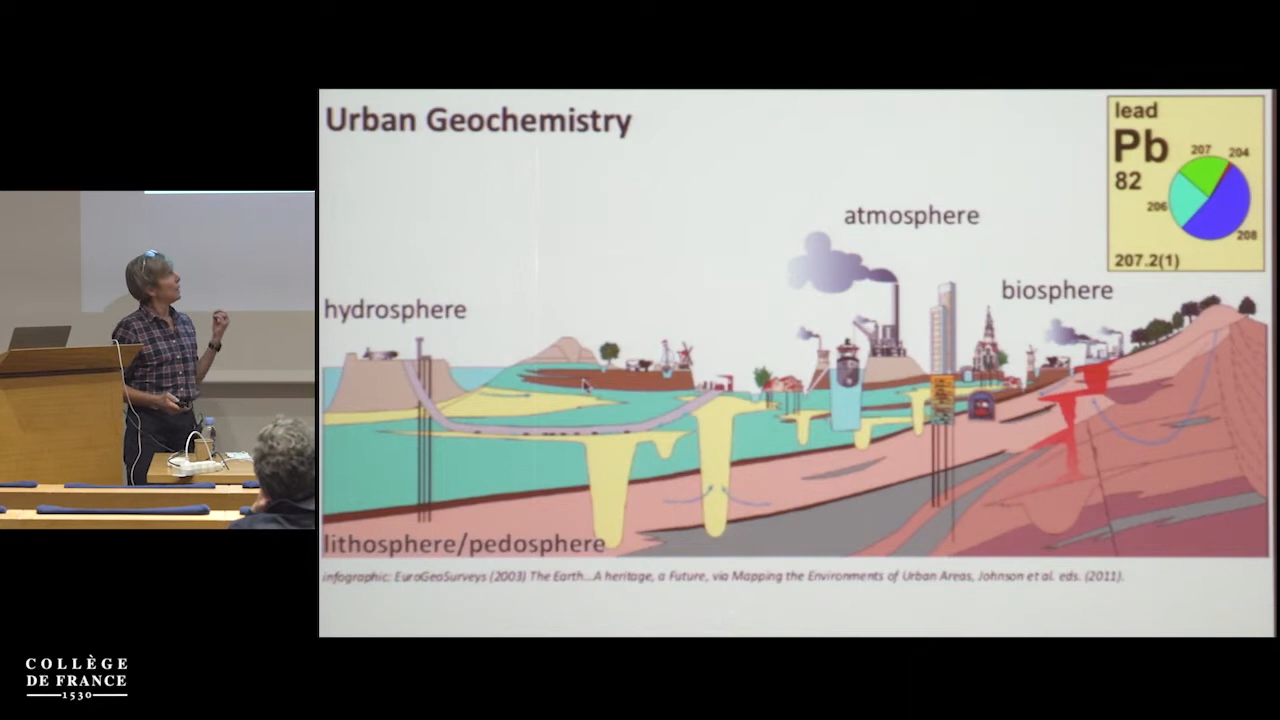 Urban Geochemistry
lead
Pb
82
207
204
206
208
207.2(1)
atmosphere
biosphere
hydrosphere
lithosphere/pedosphere
infographic: EuroGeoSurveys (2003) The Earth...A heritage, a Future, via Mapping the Environments of Urban Areas, Johnson et al. eds. (2011).
COLLÈGE
DE FRANCE
1530